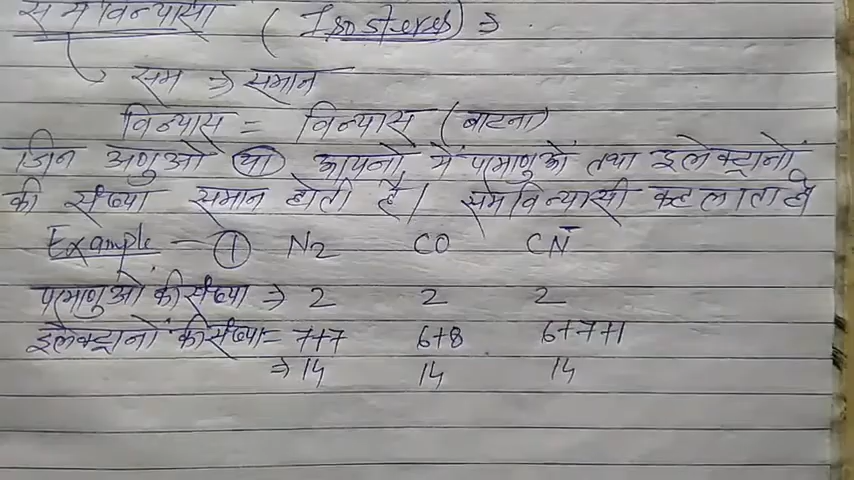 समविन्यासी (Isosteres) ⇒
सम ⇒ समान
विन्यास = विन्यास (बाटना)
जिन अणुओं या आयनों में परमाणुओं तथा इलेक्ट्रानों
की संख्या समान होती है। समविन्यासी कहलाता है
Example - ① N2 CO CN⁻
परमाणुओं की संख्या ⇒ 2 2 2
इलेक्ट्रानों की संख्या = 7+7 6+8 6+7+1
⇒ 14 14 14